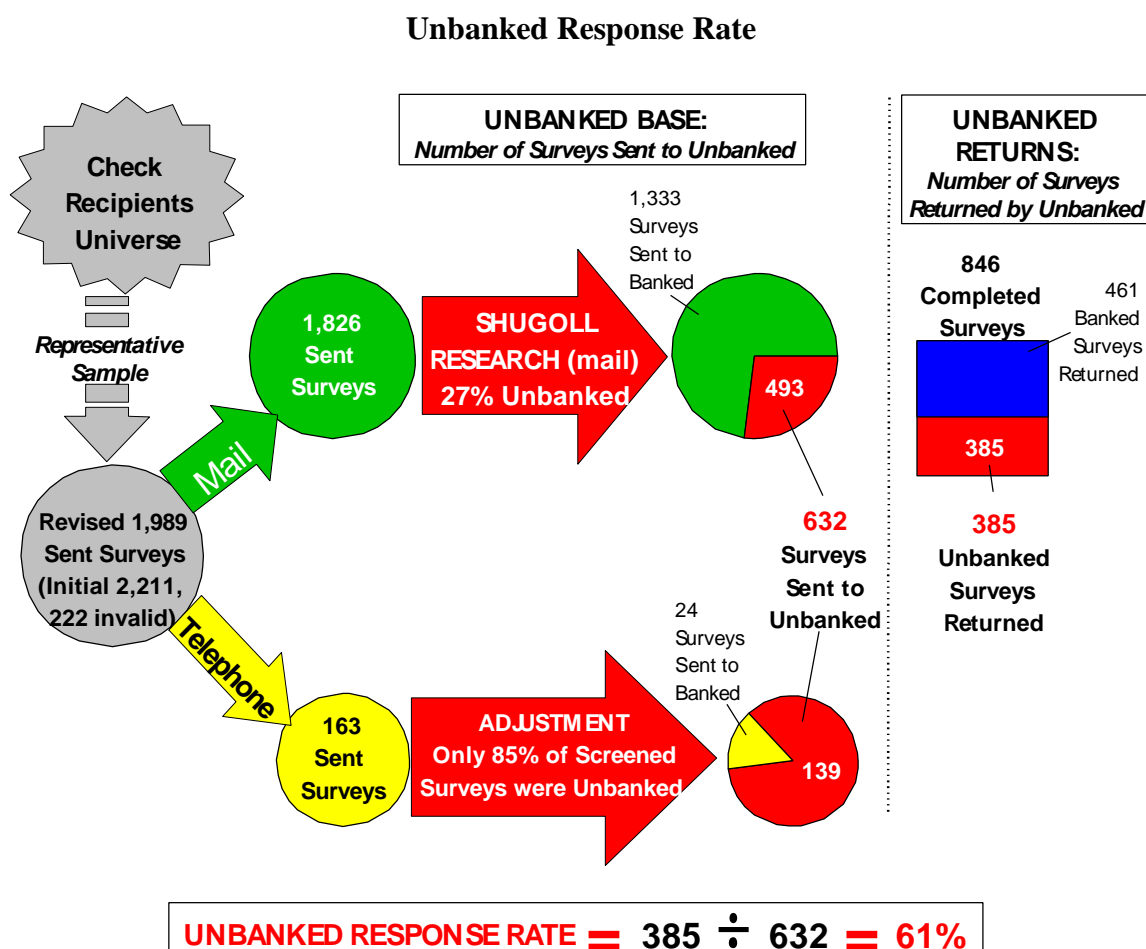 Unbanked Response Rate
Check
Recipients
Universe
Representative
Sample
Revised 1,989
Sent Surveys
(Initial 2,211,
222 invalid)
Mail
Telephone
1,826
Sent
Surveys
163
Sent
Surveys
UNBANKED BASE:
Number of Surveys Sent to Unbanked
SHUGOLL
RESEARCH (mail)
27% Unbanked
ADJUSTMENT
Only 85% of Screened
Surveys were Unbanked
1,333
Surveys
Sent to
Banked
493
632
Surveys
Sent to
Unbanked
24
Surveys
Sent to
Banked
139
UNBANKED
RETURNS:
Number of Surveys
Returned by Unbanked
846
Completed
Surveys
461
Banked
Surveys
Returned
385
385
Unbanked
Surveys
Returned
UNBANKED RESPONSE RATE = 385 ÷ 632 = 61%